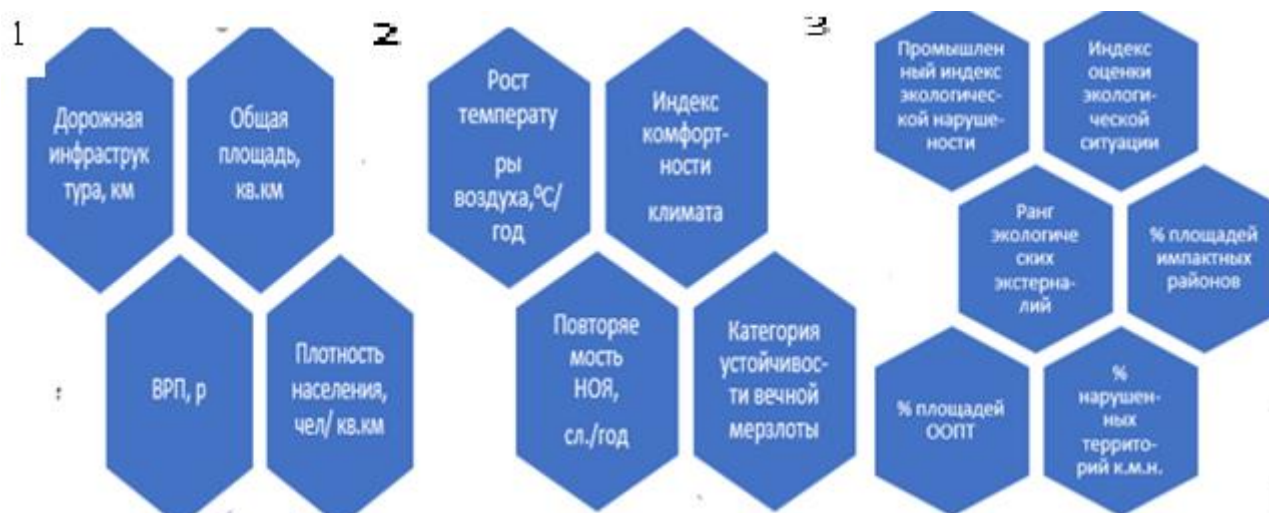 1
Дорожная
инфраструк
тура, км
Общая
площадь,
кв.км
ВРП, р
Плотность
населения,
чел/ кв.км
2
Рост
температу
ры
воздуха,⁰С/
год
Индекс
комфорт-
ности
климата
Повторяе
мость
НОЯ,
сл./год
Категория
устойчивос-
ти вечной
мерзлоты
3
Промышлен
ный индекс
экологичес-
кой наруше-
ности
Индекс
оценки
экологи-
ческой
ситуации
Ранг
экологиче
ских
экстерна-
лий
% площадей
импактных
районов
% площадей
ООПТ
%
нарушен-
ных
террито-
рий к.м.н.